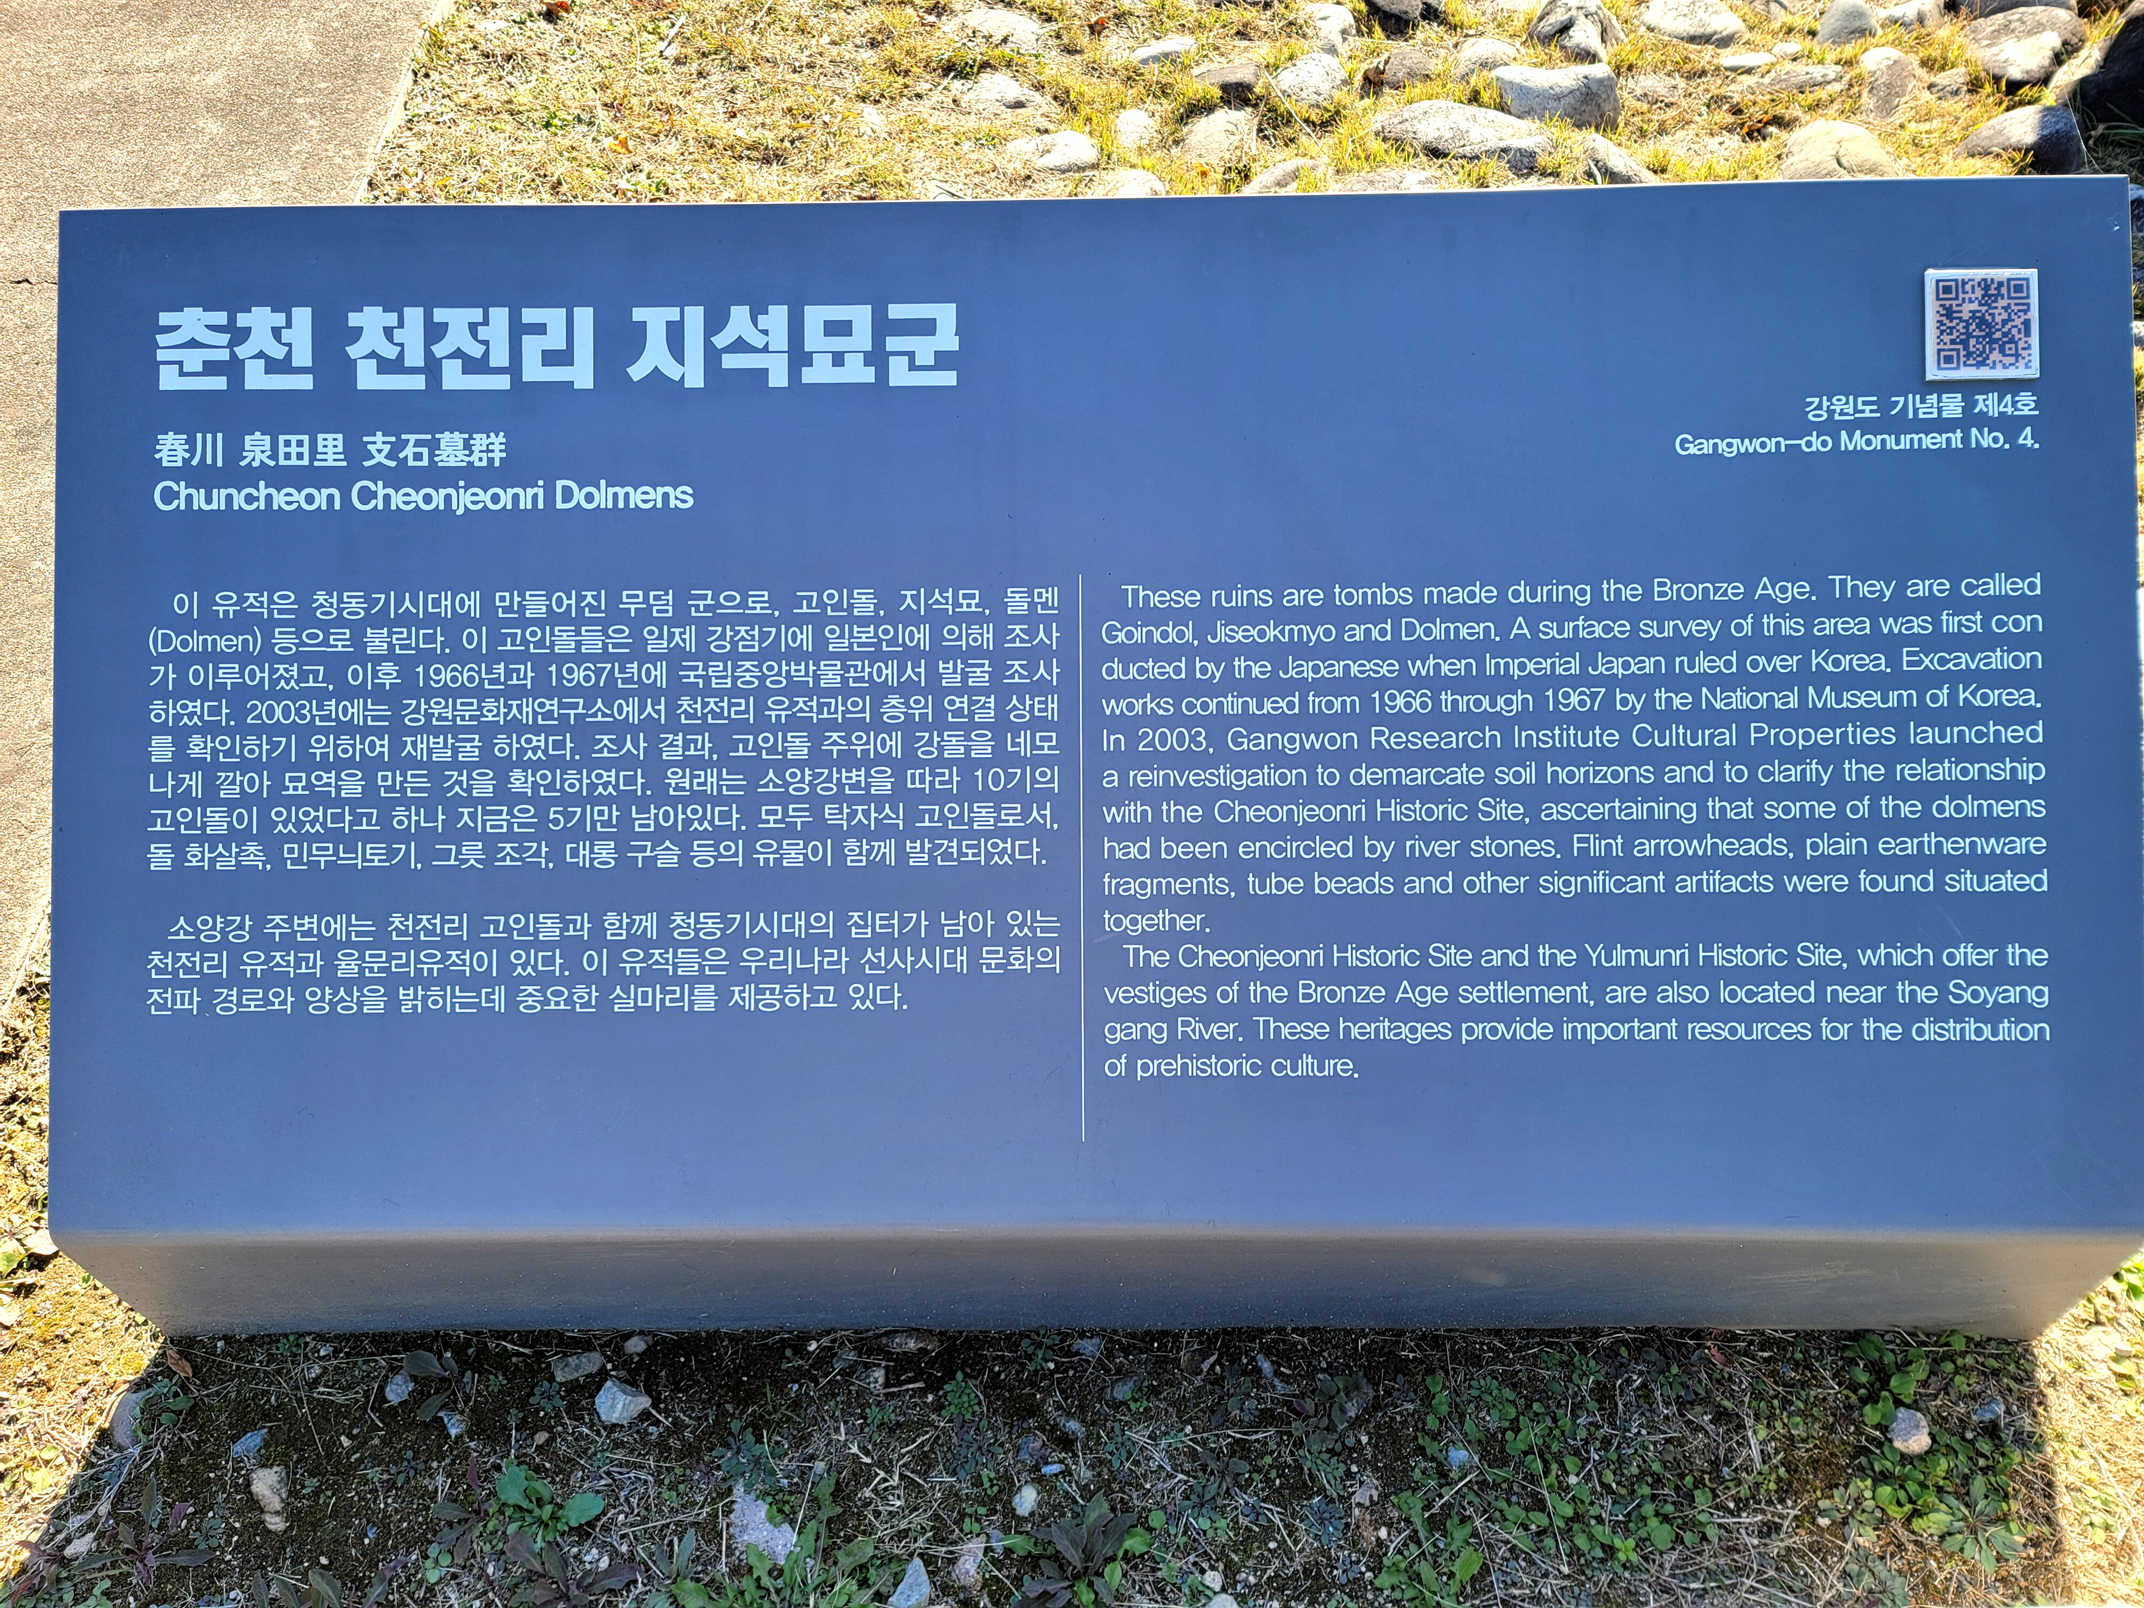 춘천 천전리 지석묘군
春川 泉田里 支石墓群
Chuncheon Cheonjeonri Dolmens
강원도 기념물 제4호
Gangwon-do Monument No. 4.
이 유적은 청동기시대에 만들어진 무덤 군으로, 고인돌, 지석묘, 돌멘
(Dolmen) 등으로 불린다. 이 고인돌들은 일제 강점기에 일본인에 의해 조사
가 이루어졌고, 이후 1966년과 1967년에 국립중앙박물관에서 발굴 조사
하였다. 2003년에는 강원문화재연구소에서 천전리 유적과의 층위 연결 상태
를 확인하기 위하여 재발굴 하였다. 조사 결과, 고인돌 주위에 강돌을 네모
나게 깔아 묘역을 만든 것을 확인하였다. 원래는 소양강변을 따라 10기의
고인돌이 있었다고 하나 지금은 5기만 남아있다. 모두 탁자식 고인돌로서,
돌 화살촉, 민무늬토기, 그릇 조각, 대롱 구슬 등의 유물이 함께 발견되었다.
소양강 주변에는 천전리 고인돌과 함께 청동기시대의 집터가 남아 있는
천전리 유적과 율문리유적이 있다. 이 유적들은 우리나라 선사시대 문화의
전파 경로와 양상을 밝히는데 중요한 실마리를 제공하고 있다.
These ruins are tombs made during the Bronze Age. They are called
Goindol, Jiseokmyo and Dolmen. A surface survey of this area was first con
ducted by the Japanese when Imperial Japan ruled over Korea. Excavation
works continued from 1966 through 1967 by the National Museum of Korea.
In 2003, Gangwon Research Institute Cultural Properties launched
a reinvestigation to demarcate soil horizons and to clarify the relationship
with the Cheonjeonri Historic Site, ascertaining that some of the dolmens
had been encircled by river stones. Flint arrowheads, plain earthenware
fragments, tube beads and other significant artifacts were found situated
together.
The Cheonjeonri Historic Site and the Yulmunri Historic Site, which offer the
vestiges of the Bronze Age settlement, are also located near the Soyang
gang River. These heritages provide important resources for the distribution
of prehistoric culture.